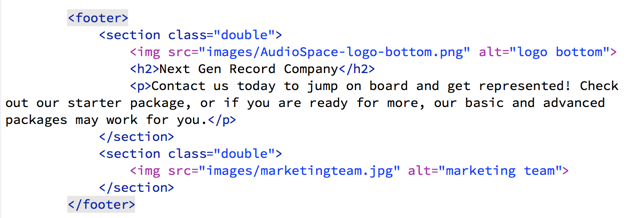 <footer>
<section class="double">
<img src="images/AudioSpace-logo-bottom.png" alt="logo bottom">
<h2>Next Gen Record Company</h2>
<p>Contact us today to jump on board and get represented! Check
out our starter package, or if you are ready for more, our basic and advanced
packages may work for you.</p>
</section>
<section class="double">
<img src="images/marketingteam.jpg" alt="marketing team">
</section>
</footer>